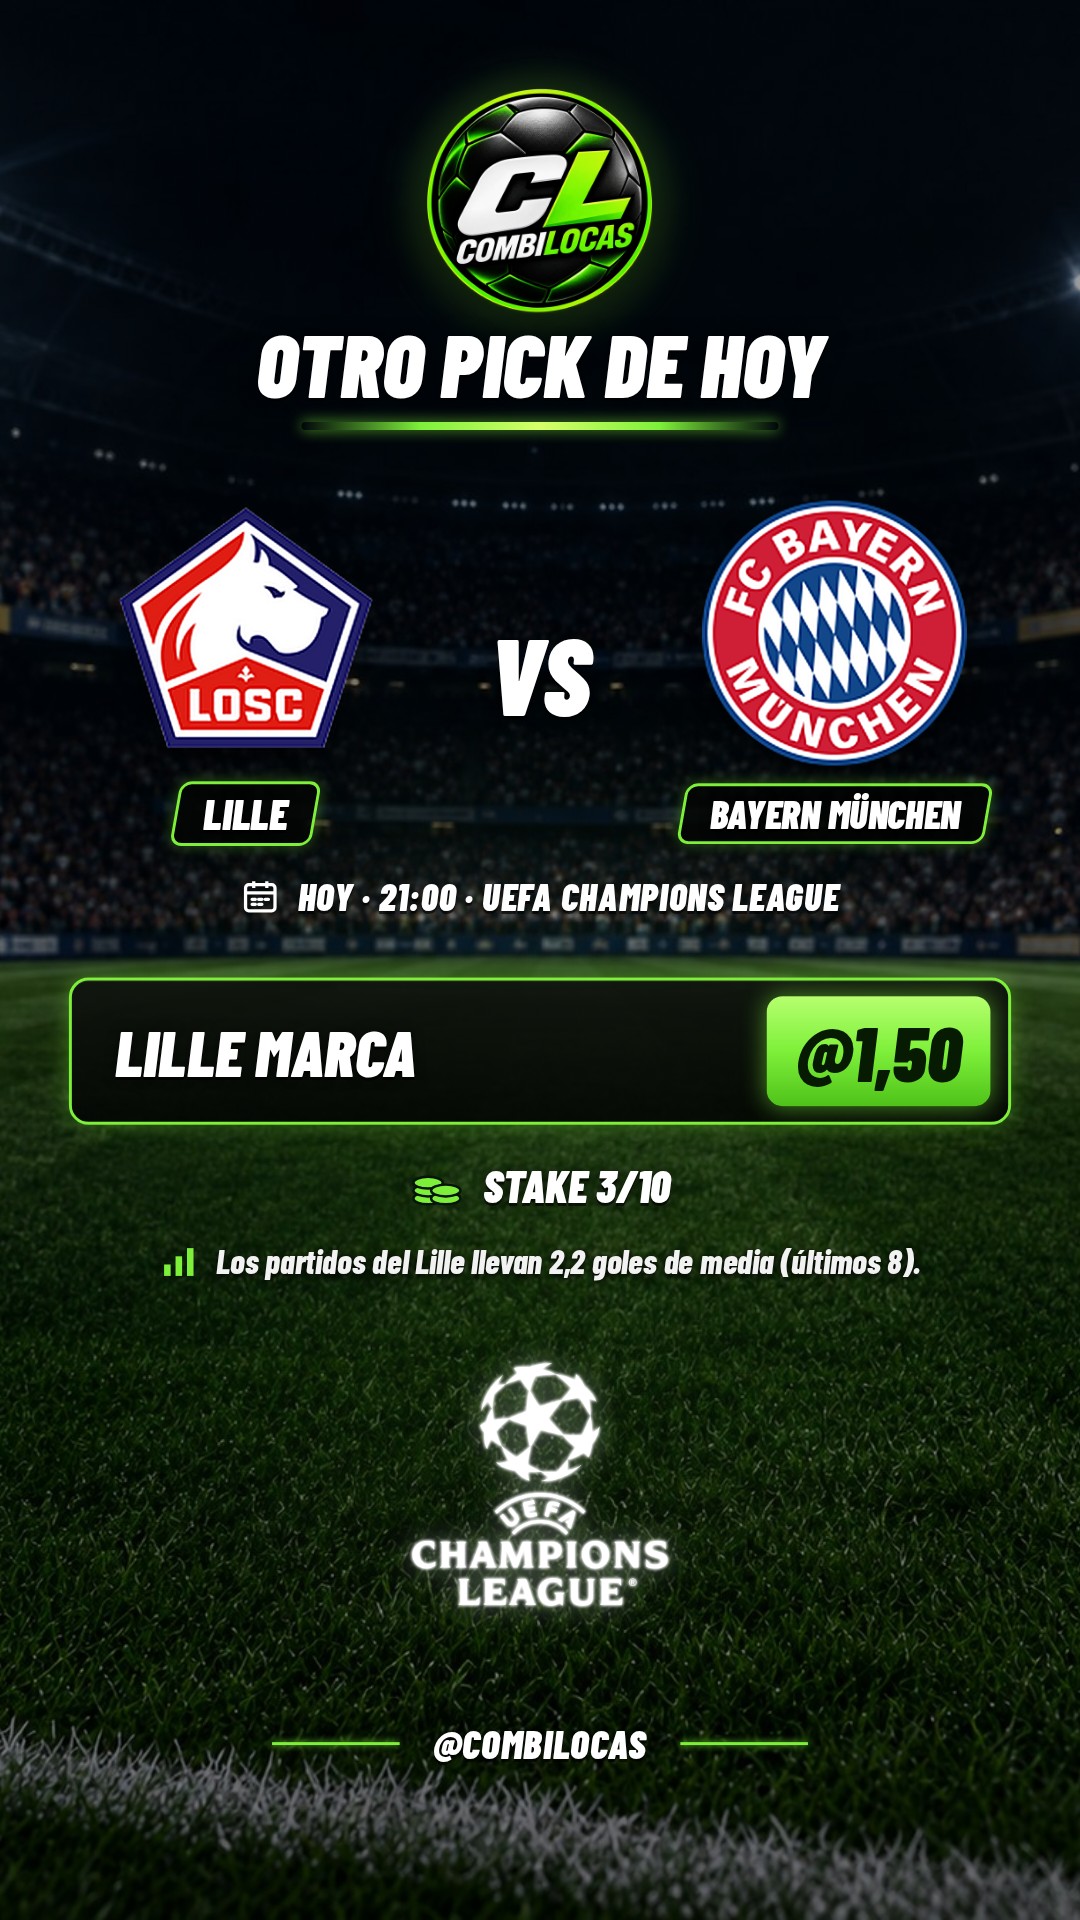 CL
COMBILOCAS
OTRO PICK DE HOY
FC BAYERN
MÜNCHEN
LOSC
VS
LILLE
BAYERN MÜNCHEN
HOY · 21:00 · UEFA CHAMPIONS LEAGUE
LILLE MARCA
@1,50
STAKE 3/10
Los partidos del Lille llevan 2,2 goles de media (últimos 8).
UEFA
CHAMPIONS
LEAGUE®
@COMBILOCAS